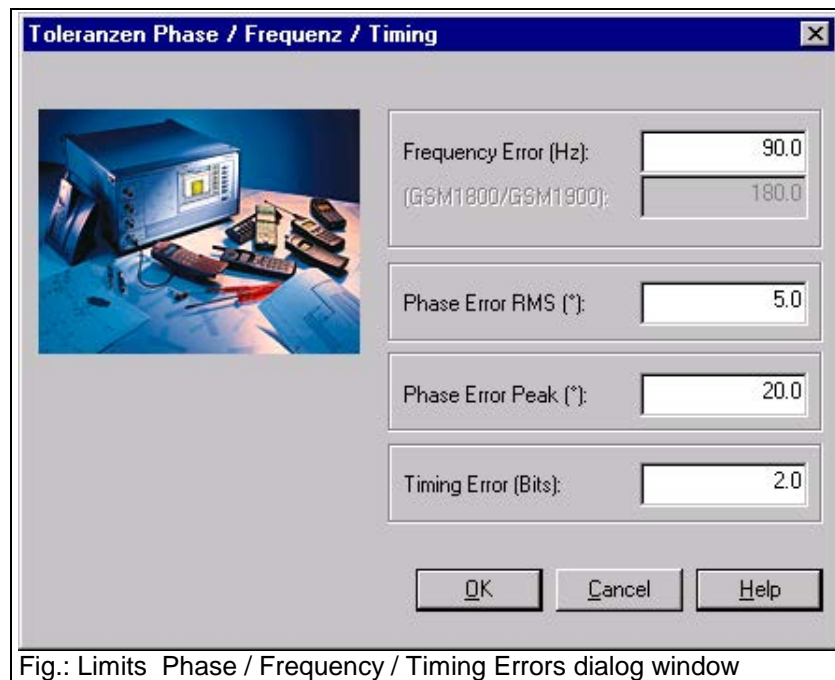 Toleranzen Phase / Frequenz / Timing
Frequency Error (Hz): 90.0
(GSM1800/GSM1900): 180.0
Phase Error RMS (°): 5.0
Phase Error Peak (°): 20.0
Timing Error (Bits): 2.0
OK Cancel Help
Fig.: Limits Phase / Frequency / Timing Errors dialog window